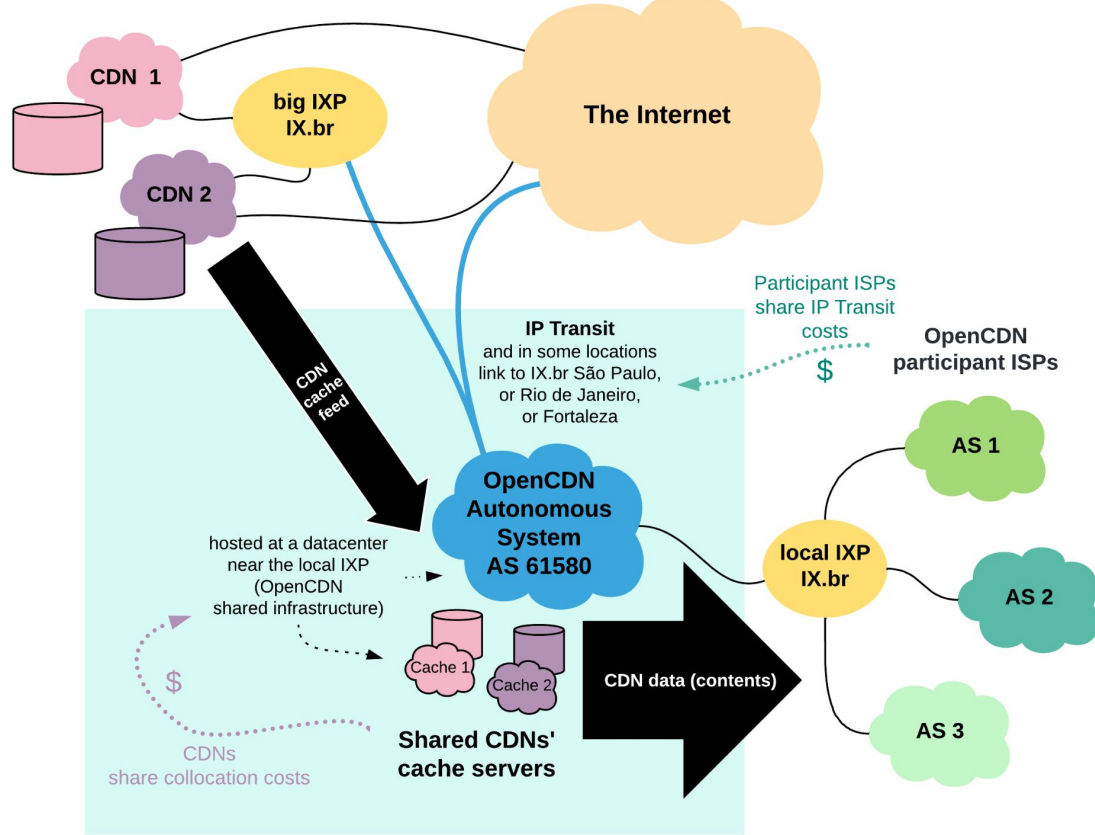 CDN 1
big IXP
IX.br
The Internet
CDN 2
CDN
cache
feed
IP Transit
and in some locations
link to IX.br São Paulo,
or Rio de Janeiro,
or Fortaleza
Participant ISPs
share IP Transit
costs
$
OpenCDN
participant ISPs
AS 1
OpenCDN
Autonomous
System
AS 61580
hosted at a datacenter
near the local IXP
(OpenCDN
shared infrastructure)
local IXP
IX.br
AS 2
Cache 1
Cache 2
CDN data (contents)
$
AS 3
Shared CDNs'
cache servers
CDNs
share collocation costs